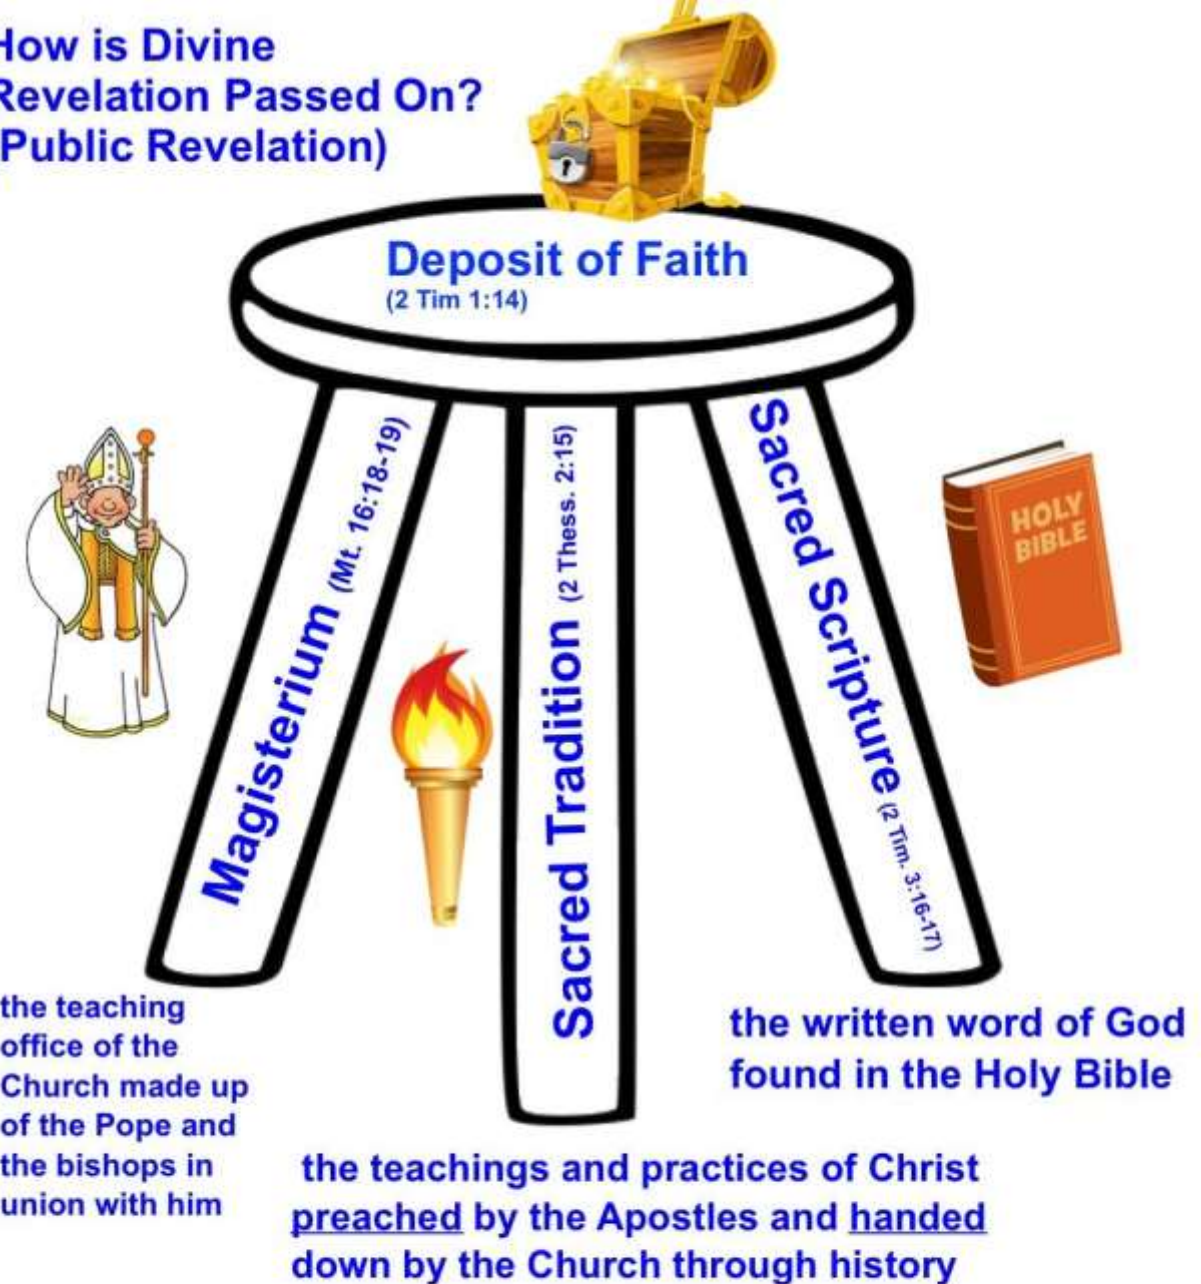 How is Divine
Revelation Passed On?
(Public Revelation)
Deposit of Faith
(2 Tim 1:14)
Magisterium (Mt. 16:18-19)
Sacred Tradition (2 Thess. 2:15)
Sacred Scripture (2 Tim. 3:16-17)
HOLY
BIBLE
the teaching
office of the
Church made up
of the Pope and
the bishops in
union with him
the written word of God
found in the Holy Bible
the teachings and practices of Christ
preached by the Apostles and handed
down by the Church through history